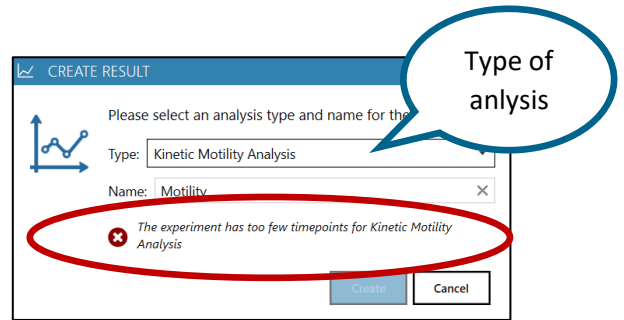 CREATE RESULT
Type of
anlysis
Please select an analysis type and name for the
Type: Kinetic Motility Analysis
Name: Motility
The experiment has too few timepoints for Kinetic Motility
Analysis
Create Cancel